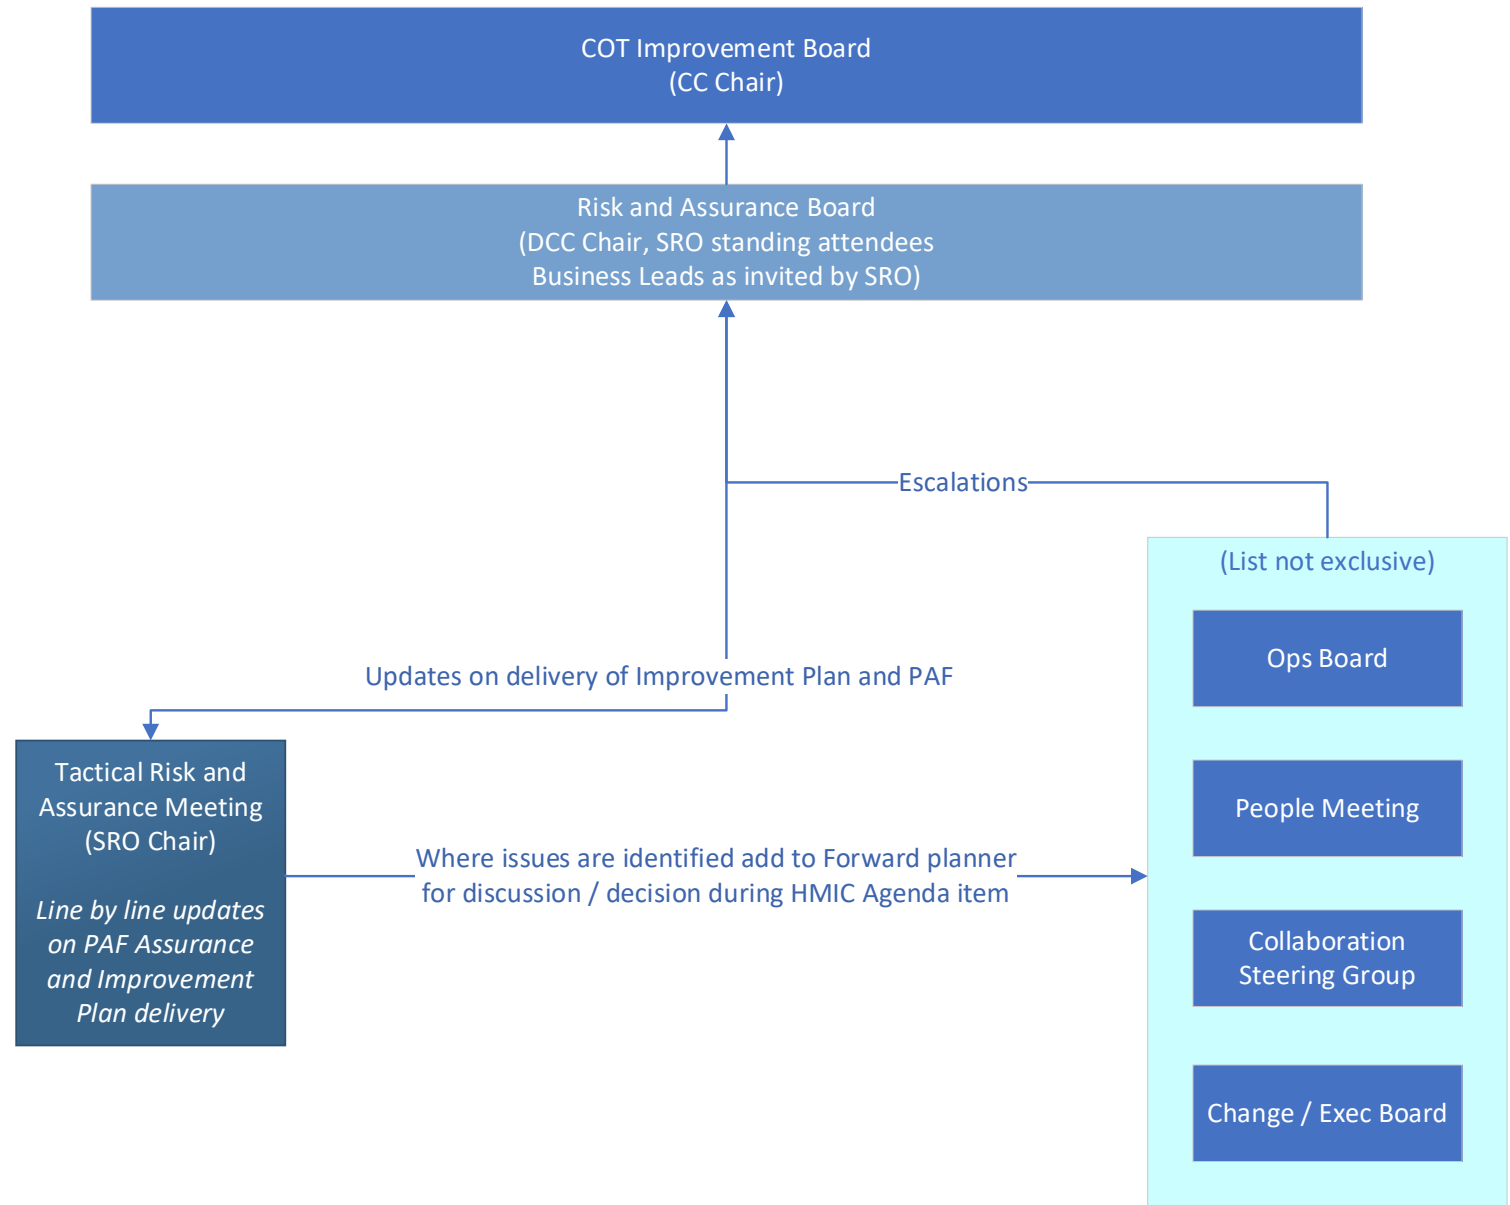 COT Improvement Board
(CC Chair)
Risk and Assurance Board
(DCC Chair, SRO standing attendees
Business Leads as invited by SRO)
Escalations
(List not exclusive)
Ops Board
Updates on delivery of Improvement Plan and PAF
Tactical Risk and
Assurance Meeting
(SRO Chair)
Line by line updates
on PAF Assurance
and Improvement
Plan delivery
People Meeting
Where issues are identified add to Forward planner
for discussion / decision during HMIC Agenda item
Collaboration
Steering Group
Change / Exec Board